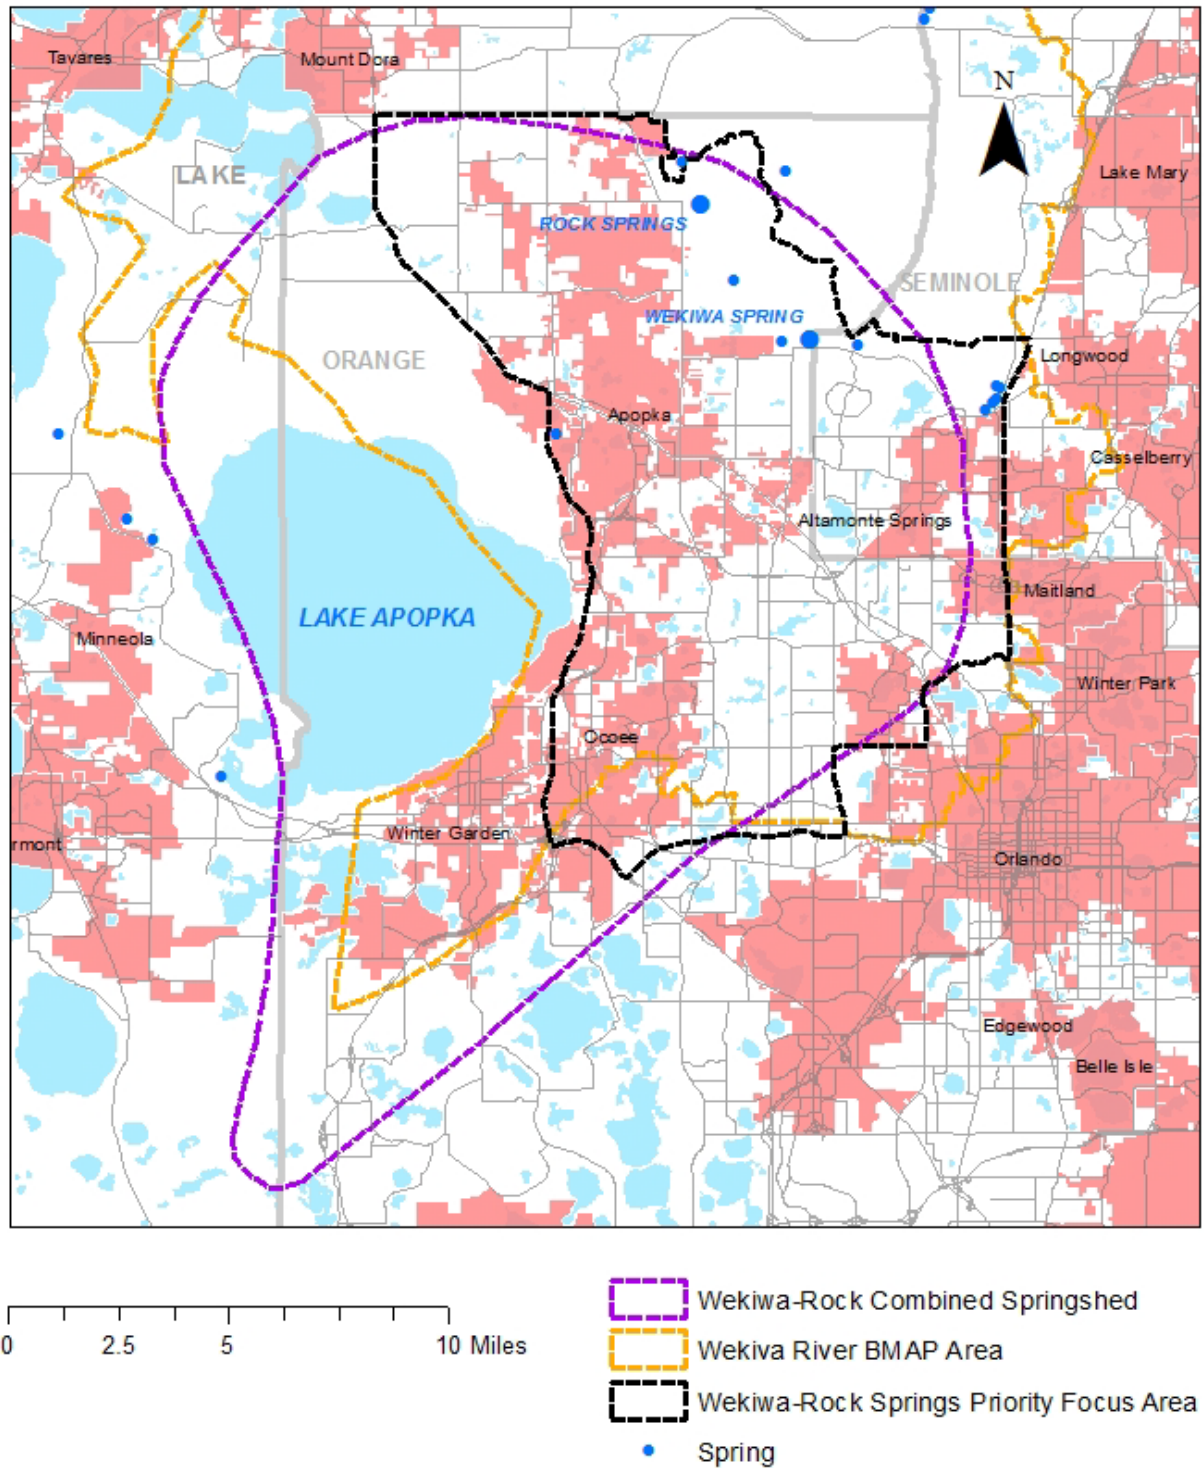 Tavares
Mount Dora
N
LAKE
Lake Mary
ROCK SPRINGS
SEMINOLE
WEKIWA SPRING
ORANGE
Longwood
Apopka
Casselberry
Altamonte Springs
Maitland
LAKE APOPKA
Minneola
Winter Park
Ocoee
Winter Garden
rmont
Orlando
Edgewood
Belle Isle
0 2.5 5 10 Miles
Wekiwa-Rock Combined Springshed
Wekiva River BMAP Area
Wekiwa-Rock Springs Priority Focus Area
Spring